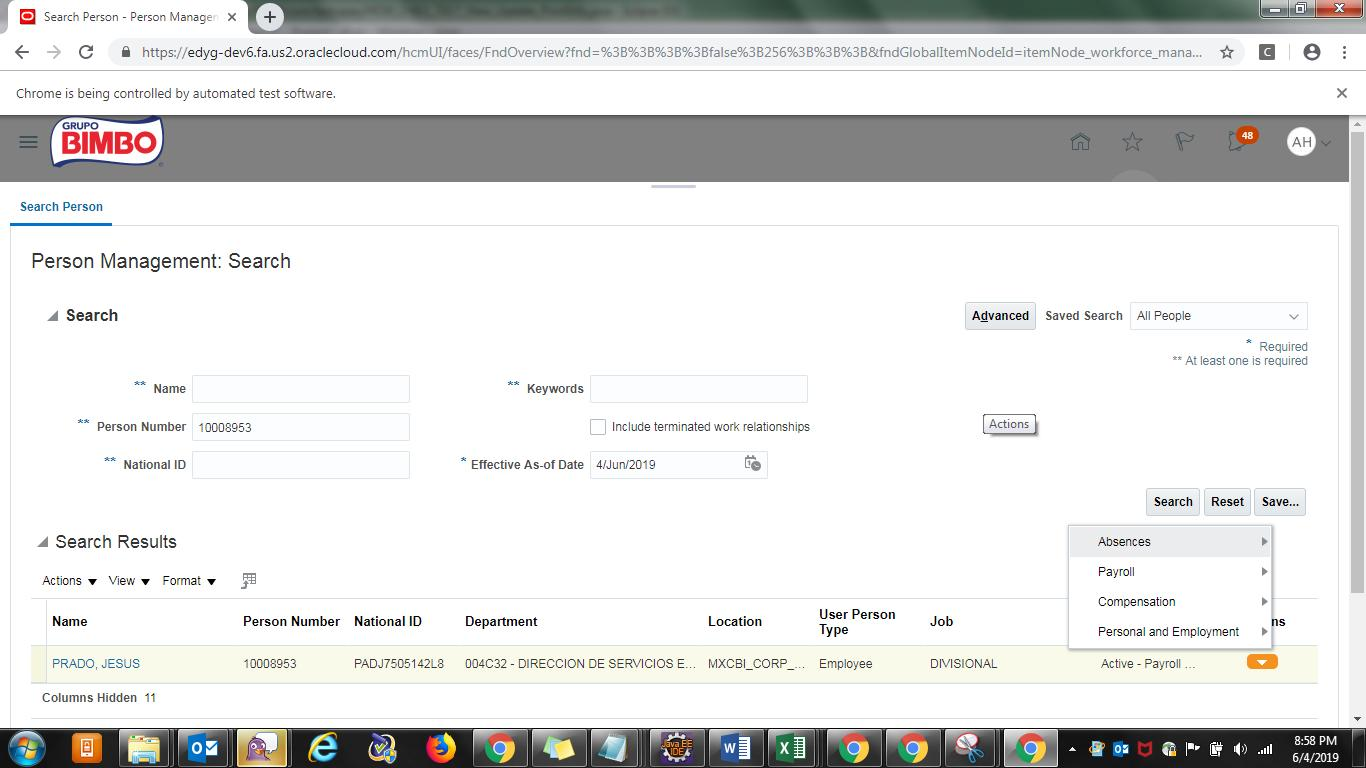 Search Person - Person Managem
https://edyg-dev6.fa.us2.oraclecloud.com/hcmUI/faces/FndOverview?fnd=%3B%3B%3B%3Bfalse%3B256%3B%3B%3B&fndGlobalItemNodeId=itemNode_workforce_mana...
Chrome is being controlled by automated test software.
GRUPO
BIMBO
48
AH
Search Person
Person Management: Search
Search
Advanced Saved Search All People
* Required
** At least one is required
** Name
** Keywords
** Person Number 10008953
Include terminated work relationships
Actions
** National ID
* Effective As-of Date 4/Jun/2019
Search Reset Save...
Search Results
Absences
Payroll
Compensation
Personal and Employment
Actions View Format
Name Person Number National ID Department Location User Person Type Job ns
PRADO, JESUS 10008953 PADJ7505142L8 004C32 - DIRECCION DE SERVICIOS E... MXCBI_CORP_... Employee DIVISIONAL Active - Payroll ...
Columns Hidden 11
Java EE
IDE
8:58 PM
6/4/2019